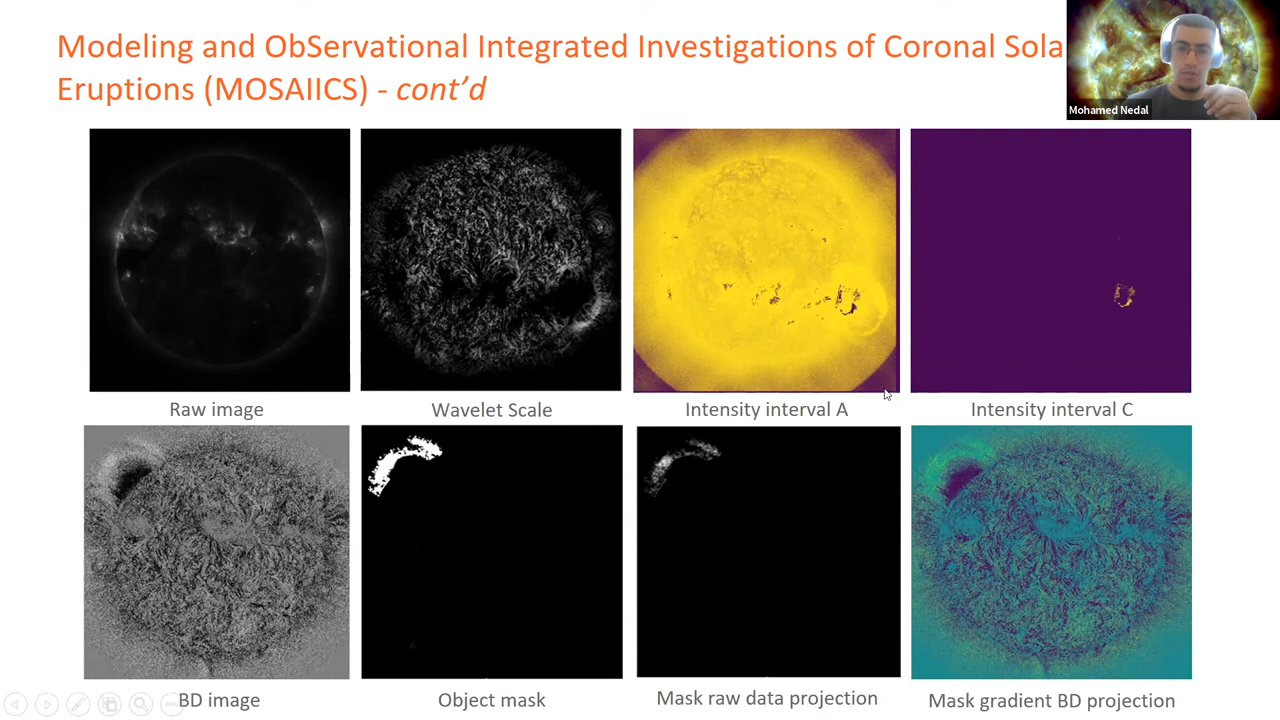 Modeling and ObServational Integrated Investigations of Coronal Sola
Eruptions (MOSAIICS) - cont’d
Mohamed Nedal
Raw image
Wavelet Scale
Intensity interval A
Intensity interval C
BD image
Object mask
Mask raw data projection
Mask gradient BD projection